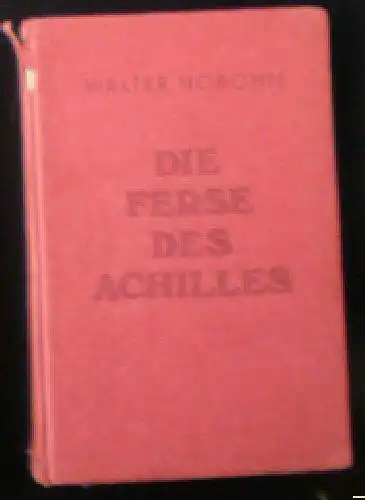 WALTER
DIE
FERSE
DES
ACHILLES